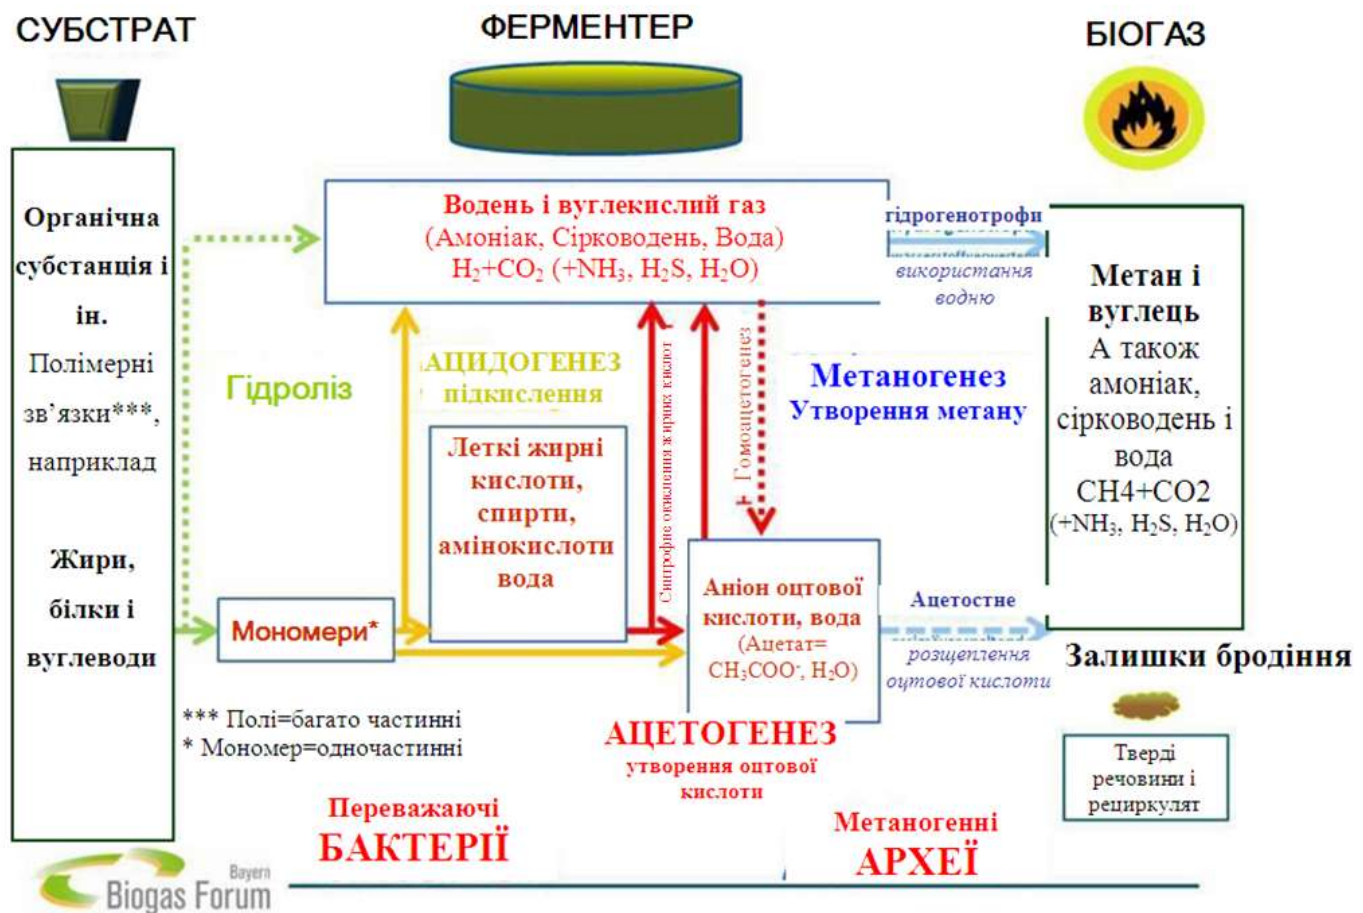 СУБСТРАТ
ФЕРМЕНТЕР
БІОГАЗ
Органічна
субстанція і
ін.
Полімерні
зв’язки***,
наприклад
Жири,
білки і
вуглеводи
Гідроліз
Мономери*
*** Полі=багато частинні
* Мономер=одночастинні
Водень і вуглекислий газ
(Амоніак, Сірководень, Вода)
H₂+CO₂ (+NH₃, H₂S, H₂O)
АЦИДОГЕНЕЗ
підкислення
Леткі жирні
кислоти,
спирти,
амінокислоти
вода
Синтрофне окислення жирних кислот
+ Гомоацетогенез
Аніон оцтової
кислоти, вода
(Ацетат=
CH₃COO⁻, H₂O)
АЦЕТОГЕНЕЗ
утворення оцтової
кислоти
гідрогенотрофи
використання
водню
Метаногенез
Утворення метану
Ацетостне
розщеплення
оцтової кислоти
Метан і
вуглець
А також
амоніак,
сірководень і
вода
CH4+CO2
(+NH₃, H₂S, H₂O)
Залишки бродіння
Тверді
речовини і
рециркулят
Переважаючі
БАКТЕРІЇ
Метаногенні
АРХЕЇ
Bayern
Biogas Forum